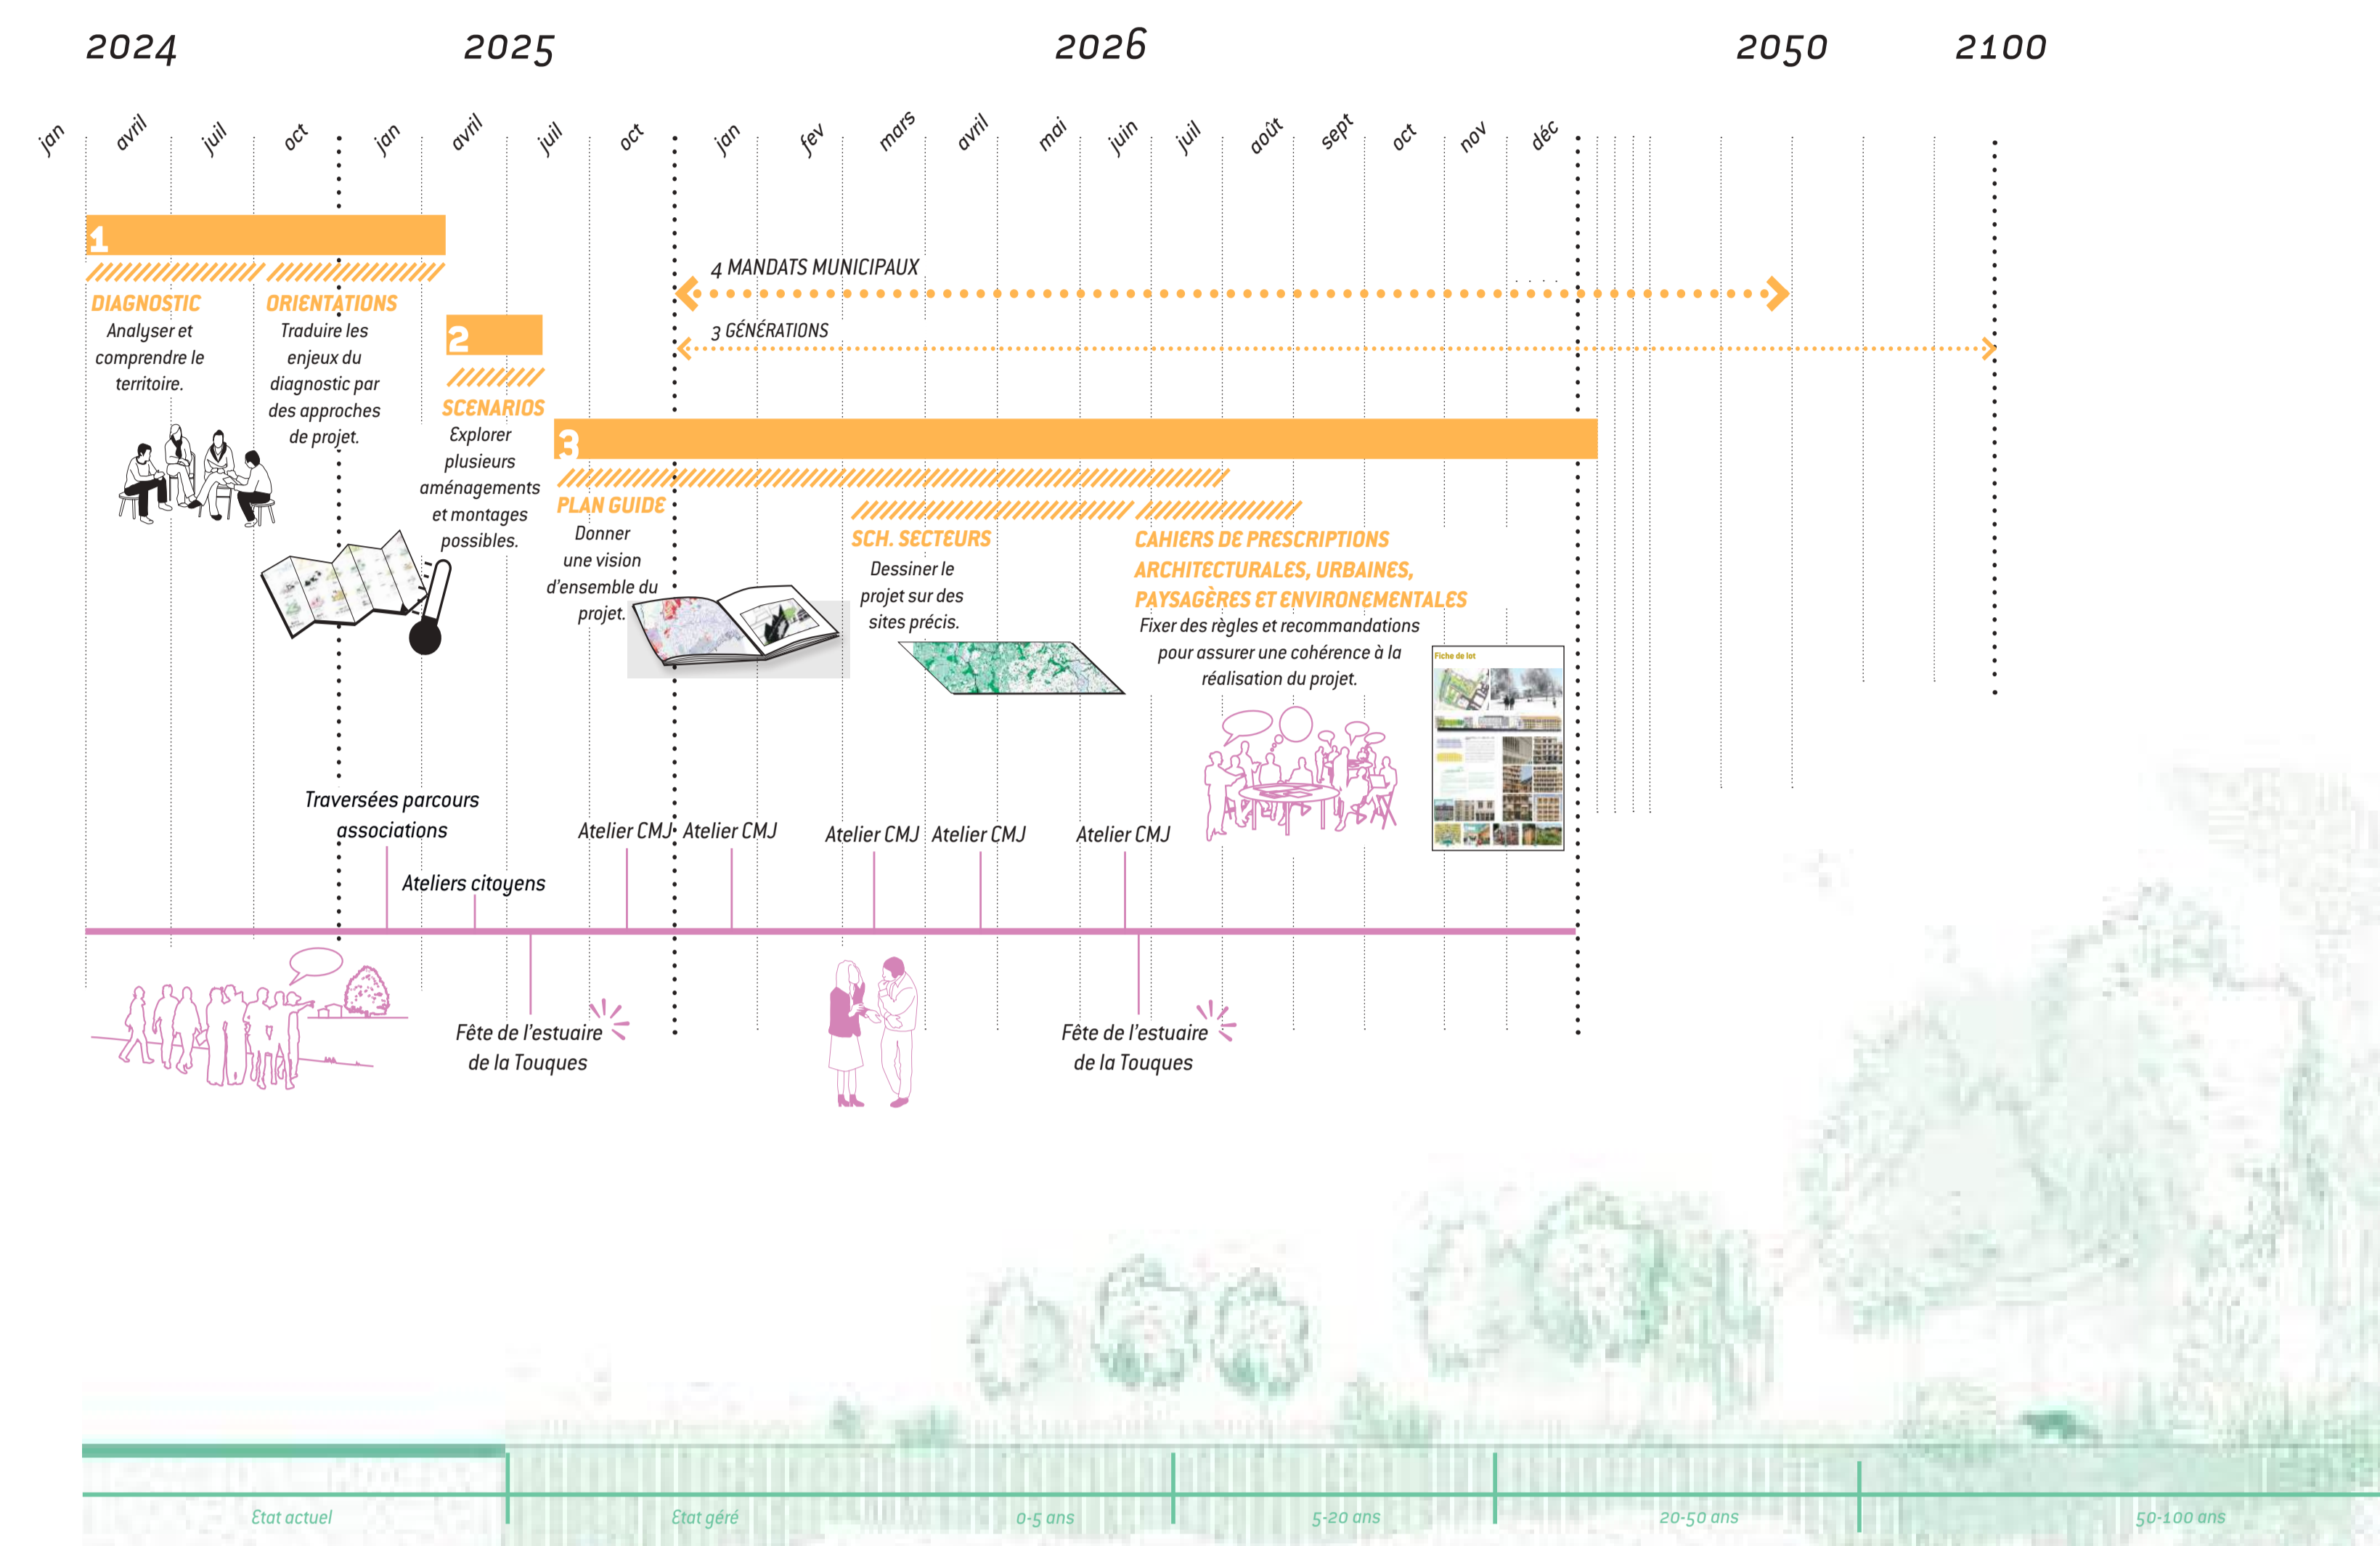 2024 2025 2026 2050 2100
jan avril juil oct jan avril juil oct jan fev mars avril mai juin juil août sept oct nov déc
1
DIAGNOSTIC
Analyser et
comprendre le
territoire.
ORIENTATIONS
Traduire les
enjeux du
diagnostic par
des approches
de projet.
4 MANDATS MUNICIPAUX
3 GÉNÉRATIONS
2
SCENARIOS
Explorer
plusieurs
aménagements
et montages
possibles.
3
PLAN GUIDE
Donner
une vision
d'ensemble du
projet.
SCH. SECTEURS
Dessiner le
projet sur des
sites précis.
CAHIERS DE PRESCRIPTIONS
ARCHITECTURALES, URBAINES,
PAYSAGÈRES ET ENVIRONEMENTALES
Fixer des règles et recommandations
pour assurer une cohérence à la
réalisation du projet.
Fiche de lot
Traversées parcours
associations
Ateliers citoyens
Atelier CMJ
Atelier CMJ
Atelier CMJ
Atelier CMJ
Atelier CMJ
Fête de l'estuaire
de la Touques
Fête de l'estuaire
de la Touques
Etat actuel
Etat géré
0-5 ans
5-20 ans
20-50 ans
50-100 ans